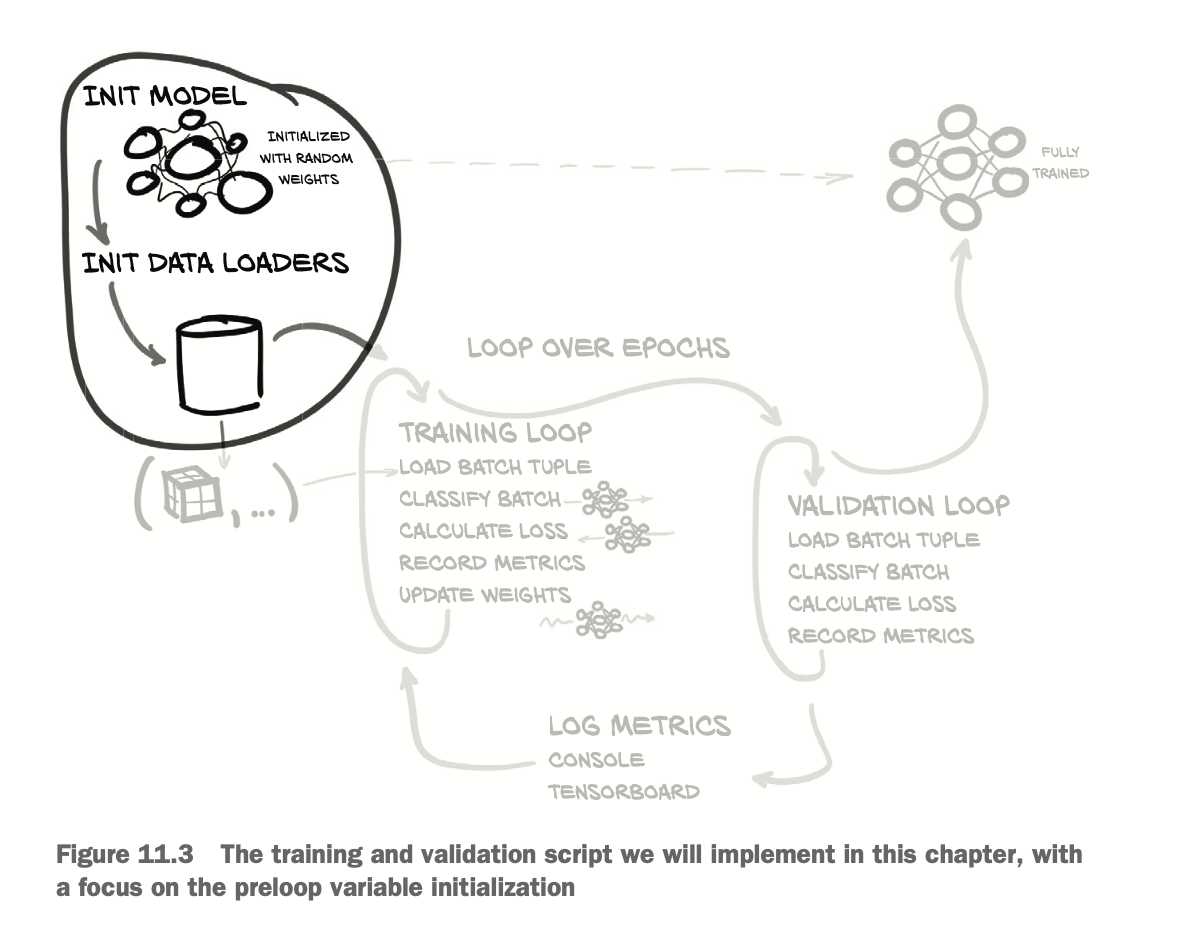 INIT MODEL
INITIALIZED
WITH RANDOM
WEIGHTS
FULLY
TRAINED
INIT DATA LOADERS
LOOP OVER EPOCHS
( , ...)
TRAINING LOOP
LOAD BATCH TUPLE
CLASSIFY BATCH
CALCULATE LOSS
RECORD METRICS
UPDATE WEIGHTS
VALIDATION LOOP
LOAD BATCH TUPLE
CLASSIFY BATCH
CALCULATE LOSS
RECORD METRICS
LOG METRICS
CONSOLE
TENSORBOARD
Figure 11.3 The training and validation script we will implement in this chapter, with
a focus on the preloop variable initialization